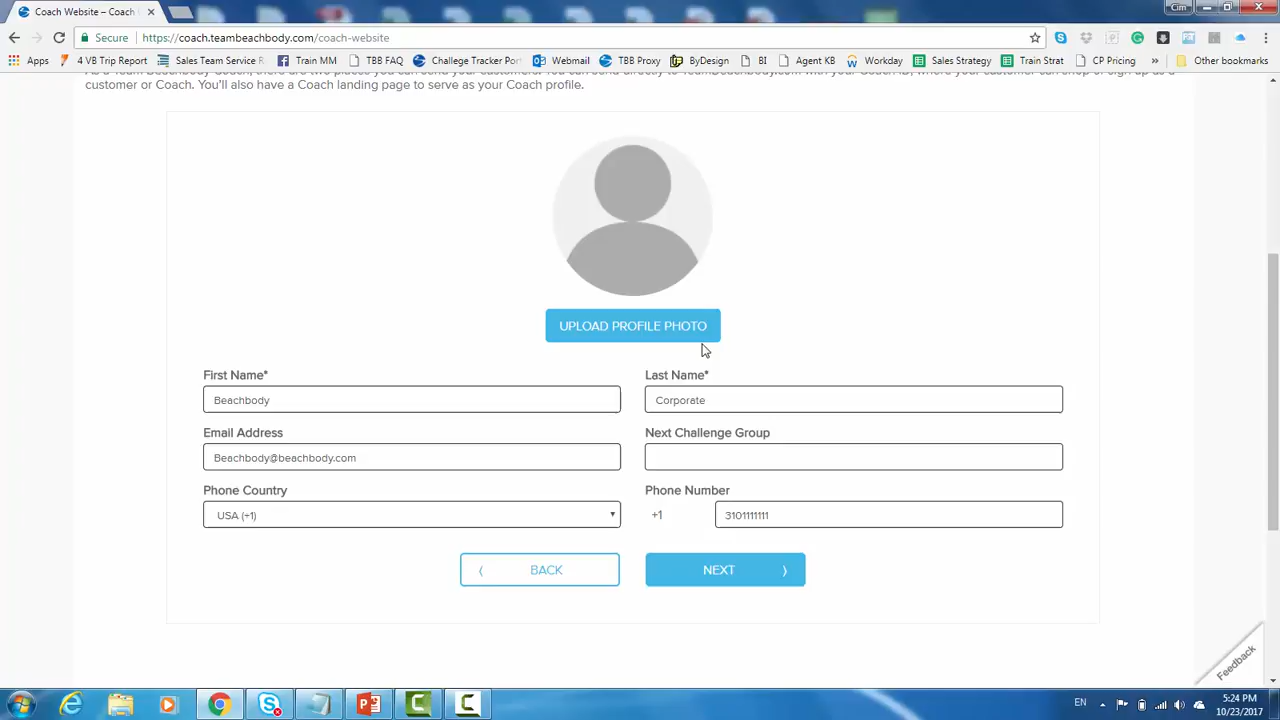 Coach Website – Coach
Cim
Secure
https://coach.teambeachbody.com/coach-website
Apps
4 VB Trip Report
Sales Team Service R
Train MM
TBB FAQ
Challege Tracker Port
Webmail
TBB Proxy
ByDesign
BI
Agent KB
Workday
Sales Strategy
Train Strat
CP Pricing
»
Other bookmarks
customer or Coach. You'll also have a Coach landing page to serve as your Coach profile.
UPLOAD PROFILE PHOTO
First Name*
Last Name*
Beachbody
Corporate
Email Address
Next Challenge Group
Beachbody@beachbody.com
Phone Country
Phone Number
USA (+1)
+1
3101111111
BACK
NEXT
Feedback
EN
5:24 PM
10/23/2017